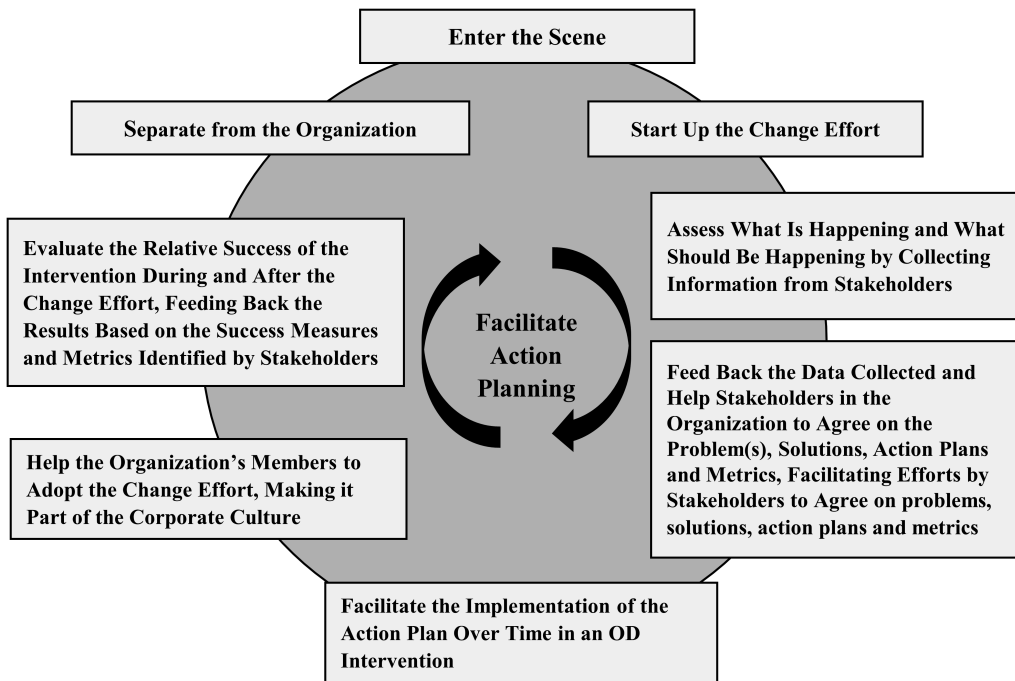 Enter the Scene
Separate from the Organization
Start Up the Change Effort
Assess What Is Happening and What
Should Be Happening by Collecting
Information from Stakeholders
Evaluate the Relative Success of the
Intervention During and After the
Change Effort, Feeding Back the
Results Based on the Success Measures
and Metrics Identified by Stakeholders
Facilitate
Action
Planning
Feed Back the Data Collected and
Help Stakeholders in the
Organization to Agree on the
Problem(s), Solutions, Action Plans
and Metrics, Facilitating Efforts by
Stakeholders to Agree on problems,
solutions, action plans and metrics
Help the Organization’s Members to
Adopt the Change Effort, Making it
Part of the Corporate Culture
Facilitate the Implementation of the
Action Plan Over Time in an OD
Intervention